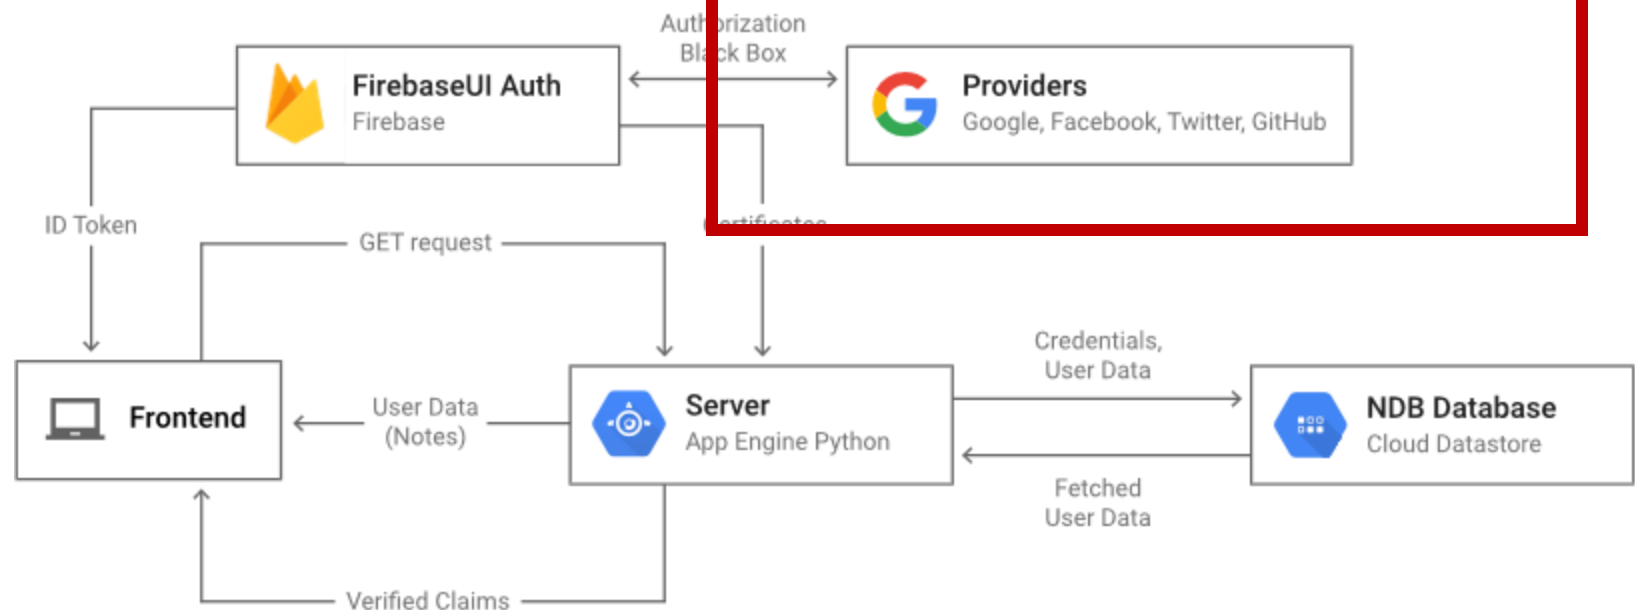 Authorization
Black Box
FirebaseUI Auth
Firebase
Providers
Google, Facebook, Twitter, GitHub
ID Token
Certificates
GET request
Credentials,
User Data
Frontend
User Data
(Notes)
Server
App Engine Python
NDB Database
Cloud Datastore
Fetched
User Data
Verified Claims